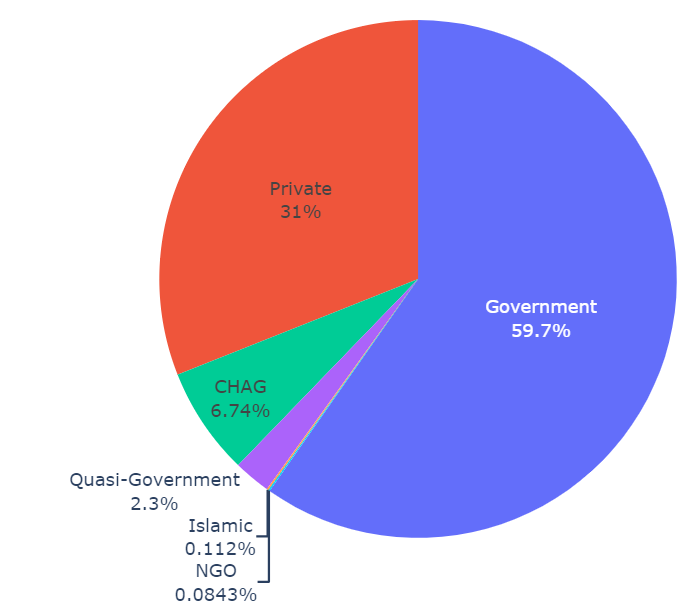 Private
31%
Government
59.7%
CHAG
6.74%
Quasi-Government
2.3%
Islamic
0.112%
NGO
0.0843%